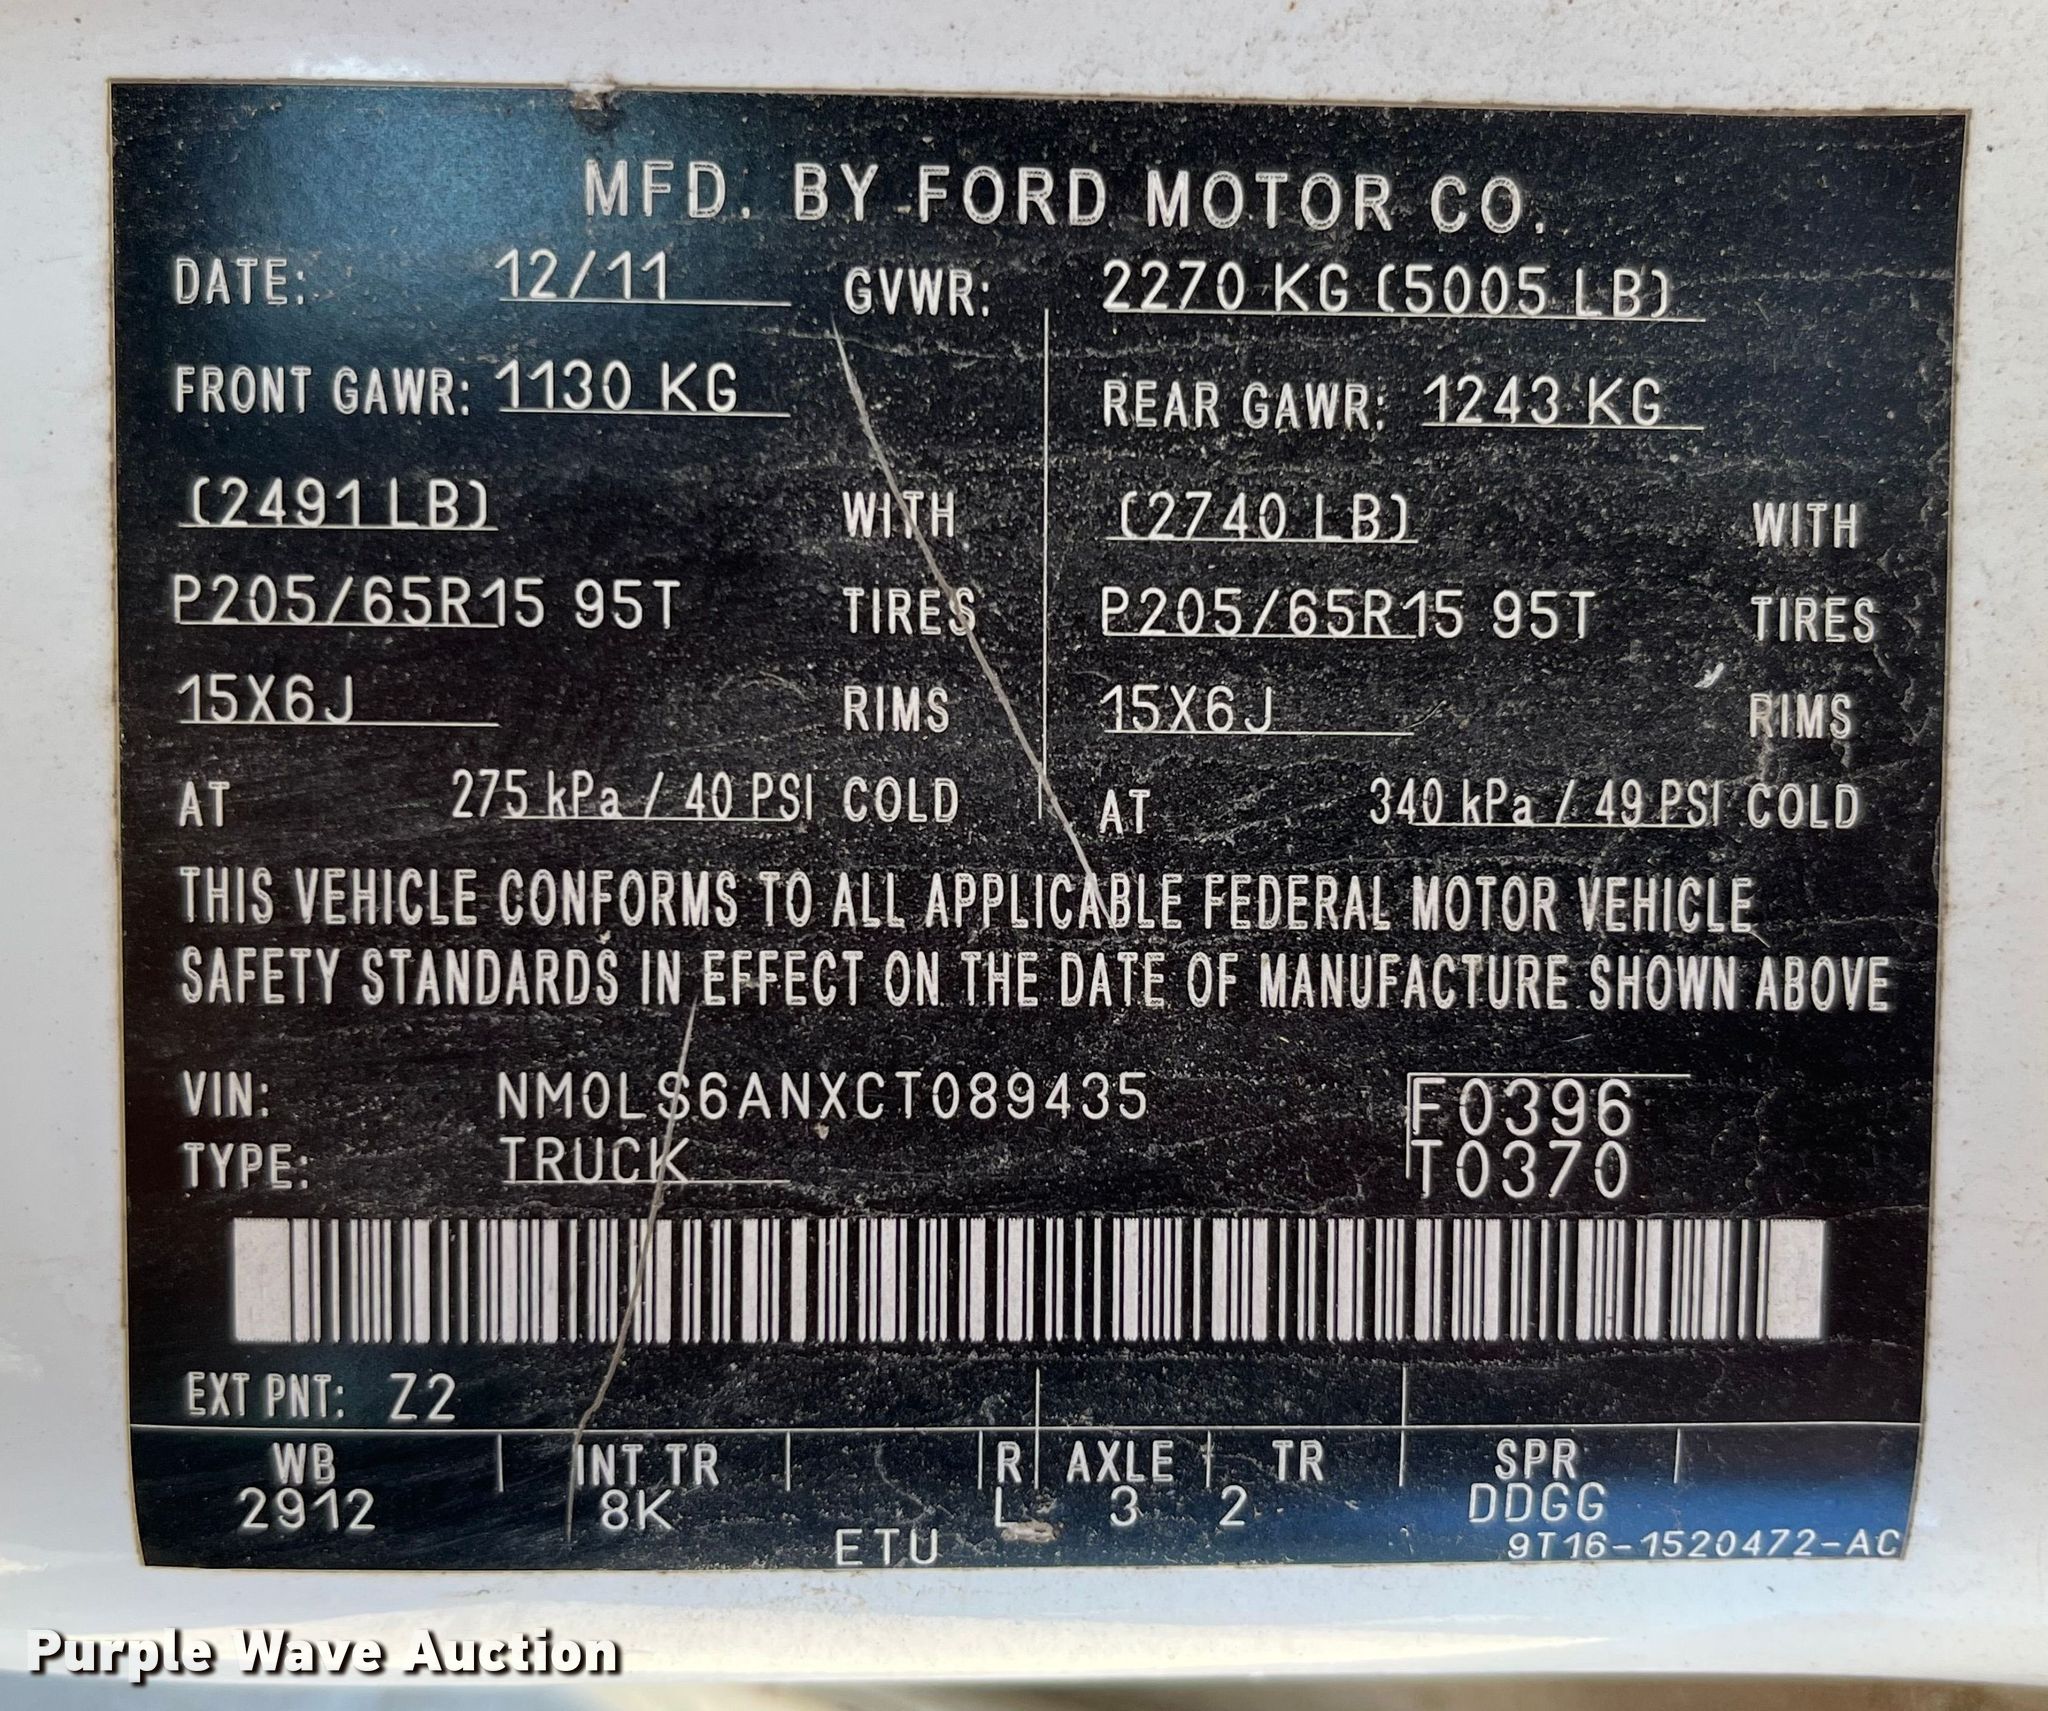 MFD. BY FORD MOTOR CO.
DATE: 12/11 GVWR: 2270 KG (5005 LB)
FRONT GAWR: 1130 KG REAR GAWR: 1243 KG
(2491 LB) WITH (2740 LB) WITH
P205/65R15 95T TIRES P205/65R15 95T TIRES
15X6J RIMS 15X6J RIMS
AT 275 kPa / 40 PSI COLD AT 340 kPa / 49 PSI COLD
THIS VEHICLE CONFORMS TO ALL APPLICABLE FEDERAL MOTOR VEHICLE
SAFETY STANDARDS IN EFFECT ON THE DATE OF MANUFACTURE SHOWN ABOVE
VIN: NM0LS6ANXCT089435 F0396
TYPE: TRUCK T0370
EXT PNT: Z2
WB INT TR R AXLE TR SPR
2912 8K L 3 2 DDGG
ETU 9T16-1520472-AC
Purple Wave Auction